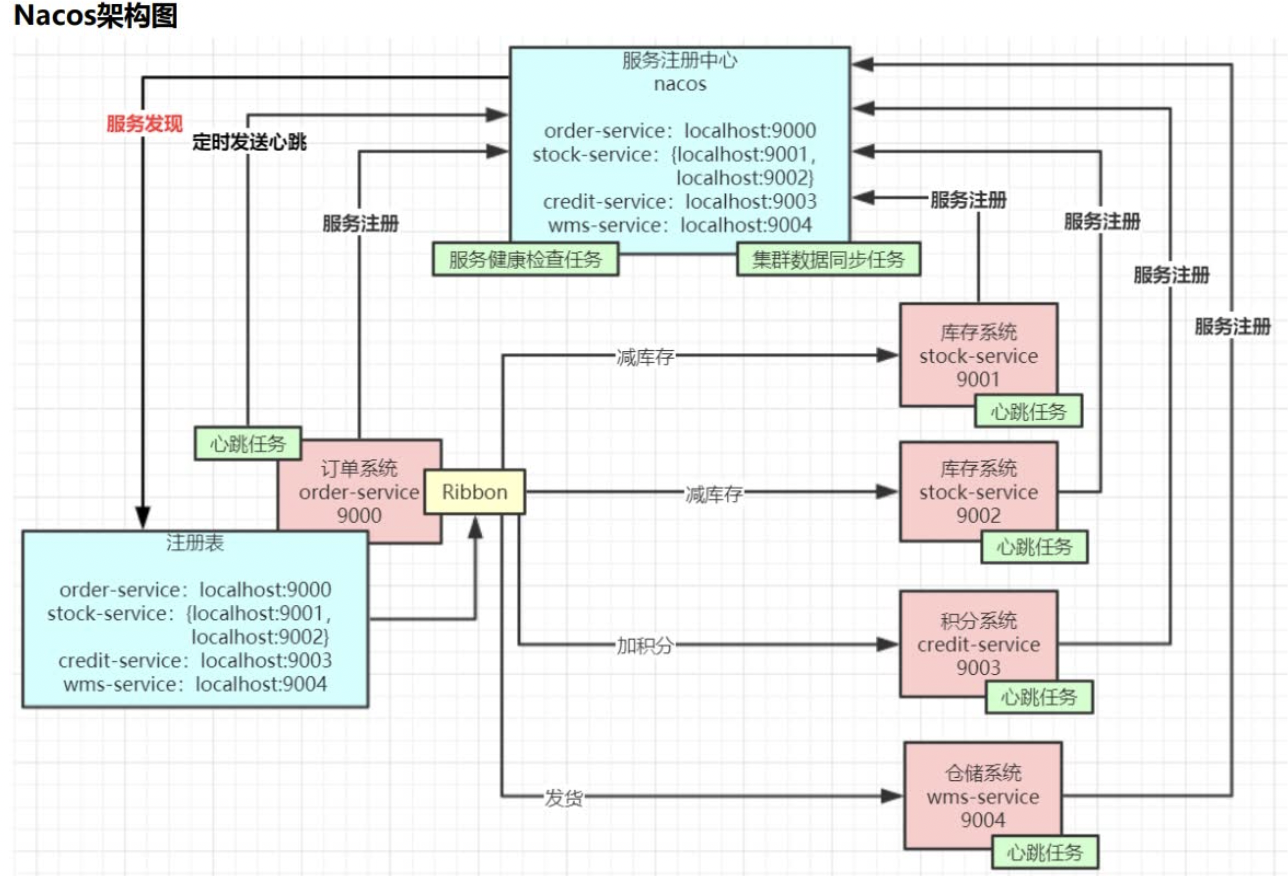 Nacos架构图
服务注册中心
nacos
order-service：localhost:9000
stock-service：{localhost:9001，
localhost:9002}
credit-service：localhost:9003
wms-service：localhost:9004
服务健康检查任务
集群数据同步任务
服务发现
定时发送心跳
服务注册
服务注册
服务注册
服务注册
服务注册
心跳任务
订单系统
order-service
9000
Ribbon
注册表
order-service：localhost:9000
stock-service：{localhost:9001，
localhost:9002}
credit-service：localhost:9003
wms-service：localhost:9004
减库存
库存系统
stock-service
9001
心跳任务
减库存
库存系统
stock-service
9002
心跳任务
加积分
积分系统
credit-service
9003
心跳任务
发货
仓储系统
wms-service
9004
心跳任务